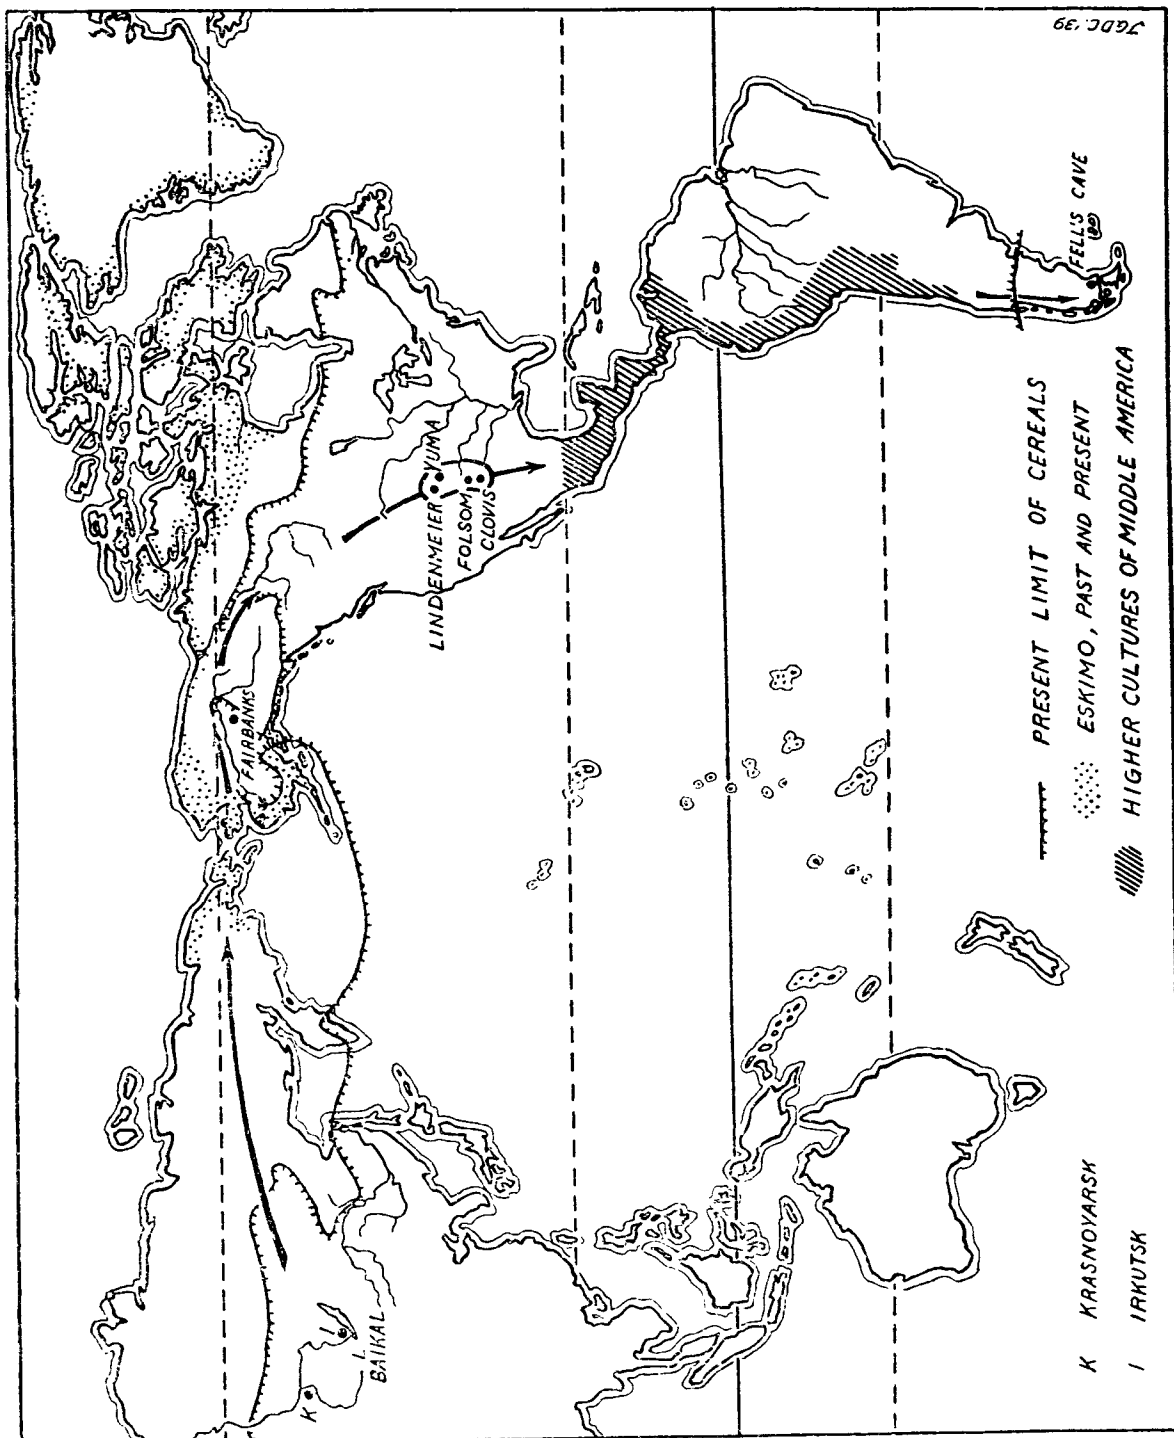 JGDC. '39
FAIRBANKS
LINDENMEIER
YUMA
FOLSOM
CLOVIS
FELL'S CAVE
K
I
L.
BAIKAL
PRESENT LIMIT OF CEREALS
ESKIMO, PAST AND PRESENT
HIGHER CULTURES OF MIDDLE AMERICA
K KRASNOYARSK
I IRKUTSK